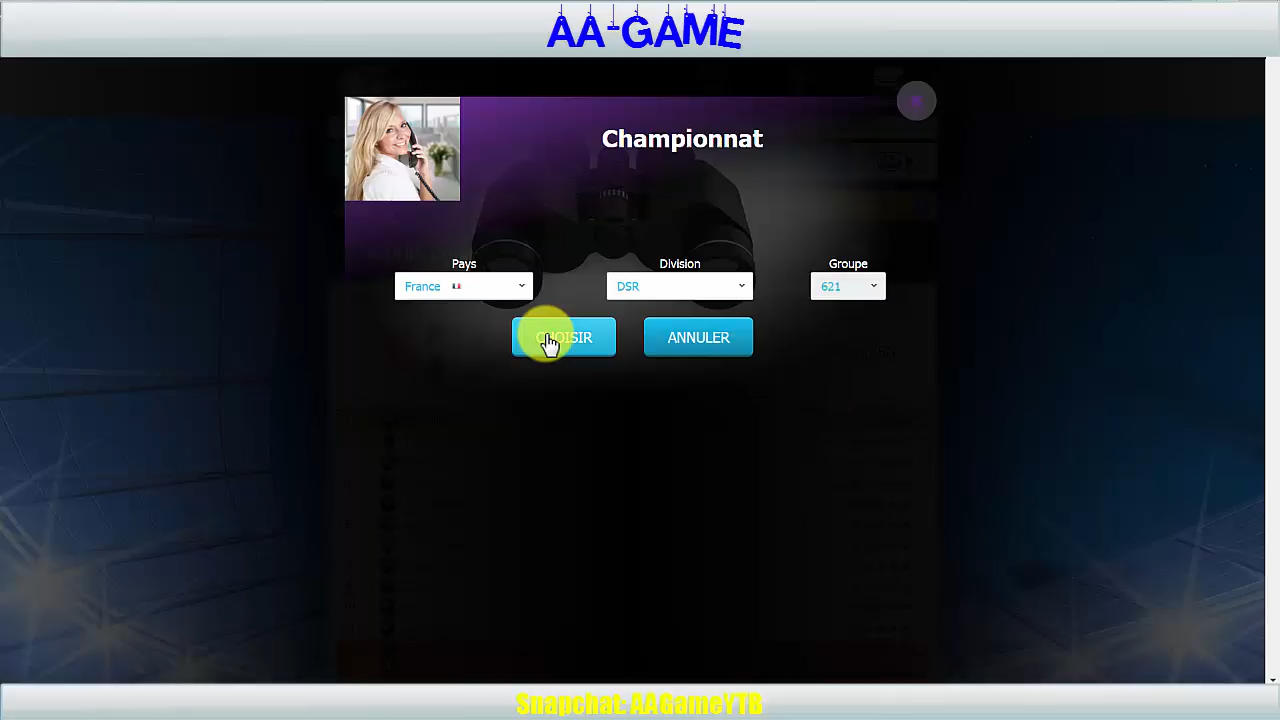 AA-GAME
Championnat
Pays Division Groupe
France DSR 621
CHOISIR ANNULER
Snapchat: AAGameYTB